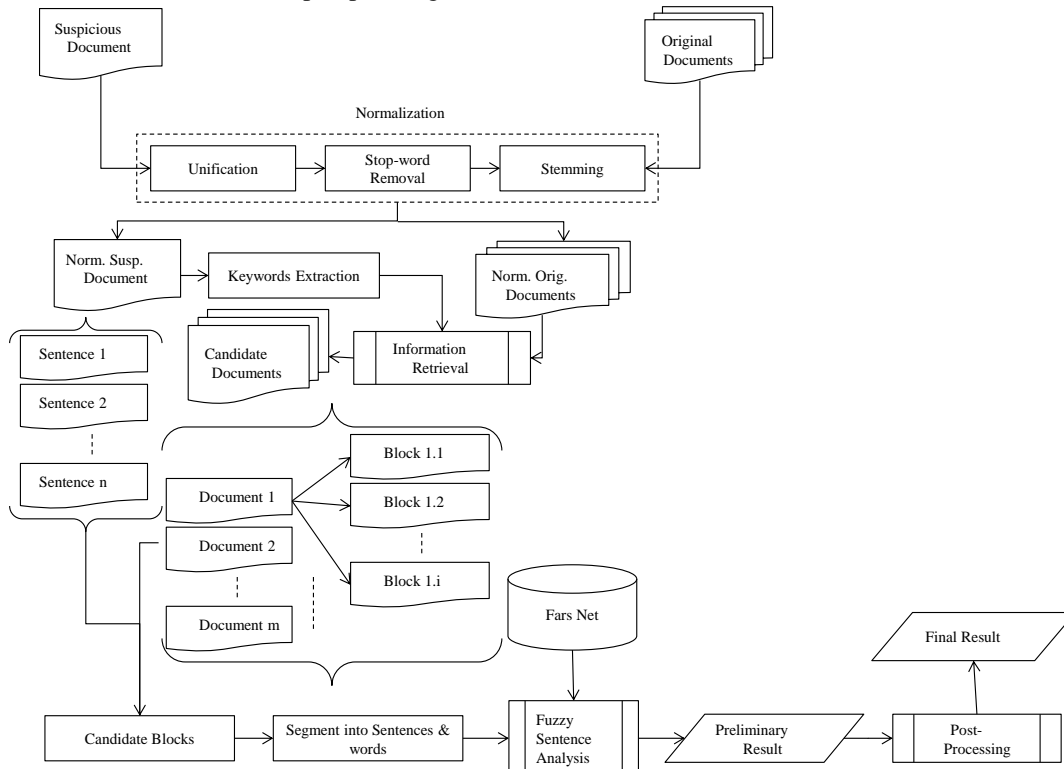 Suspicious
Document
Original
Documents
Normalization
Unification
Stop-word
Removal
Stemming
Norm. Susp.
Document
Keywords Extraction
Norm. Orig.
Documents
Candidate
Documents
Information
Retrieval
Sentence 1
Sentence 2
Sentence n
Block 1.1
Document 1
Block 1.2
Document 2
Block 1.i
Document m
Fars Net
Final Result
Candidate Blocks
Segment into Sentences &
words
Fuzzy
Sentence
Analysis
Preliminary
Result
Post-
Processing